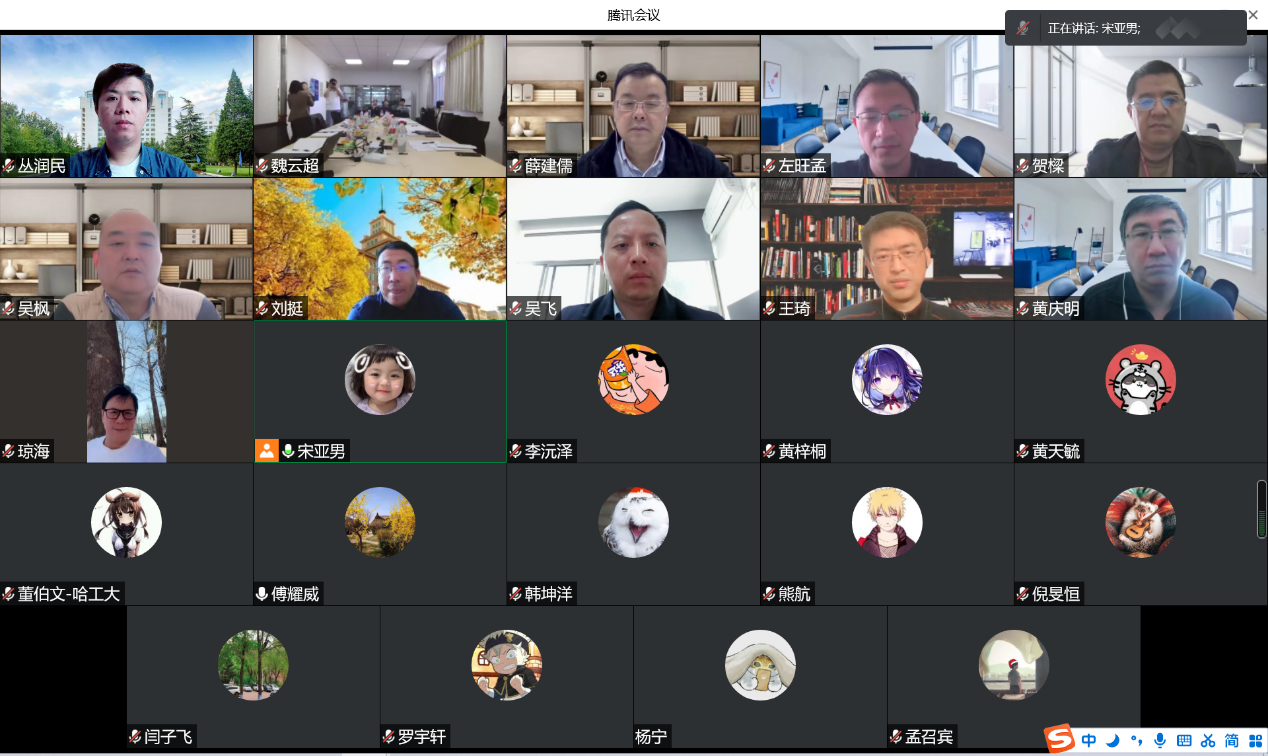 腾讯会议
正在讲话: 宋亚男;
丛润民
魏云超
薛建儒
左旺孟
贺樑
吴枫
刘挺
吴飞
王琦
黄庆明
琼海
宋亚男
李沅泽
黄梓桐
黄天毓
董伯文-哈工大
傅耀威
韩坤洋
熊航
倪旻恒
闫子飞
罗宇轩
杨宁
孟召宾
S中简